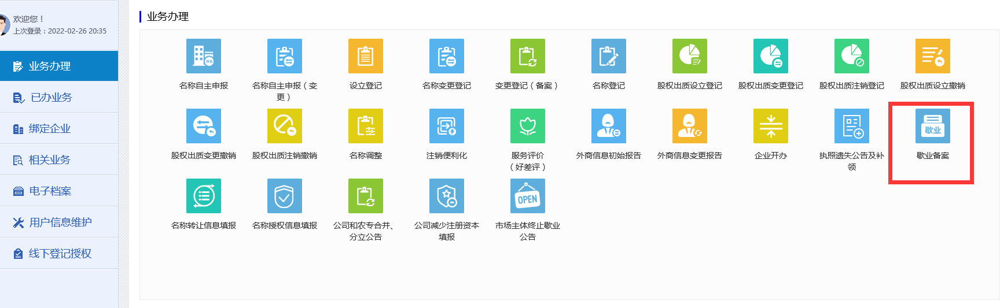 业务办理
欢迎您！
上次登录：2022-02-26 20:35
业务办理
已办业务
绑定企业
相关业务
电子档案
用户信息维护
线下登记授权
名称自主申报
名称自主申报（变
更）
设立登记
名称变更登记
变更登记（备案）
名称登记
股权出质设立登记
股权出质变更登记
股权出质注销登记
股权出质设立撤销
股权出质变更撤销
股权出质注销撤销
名称调整
注销便利化
服务评价
（好差评）
外商信息初始报告
外商信息变更报告
企业开办
执照遗失公告及补
领
歇业
歇业备案
名称转让信息填报
名称授权信息填报
公司和农专合并、
分立公告
公司减少注册资本
填报
OPEN
市场主体终止歇业
公告